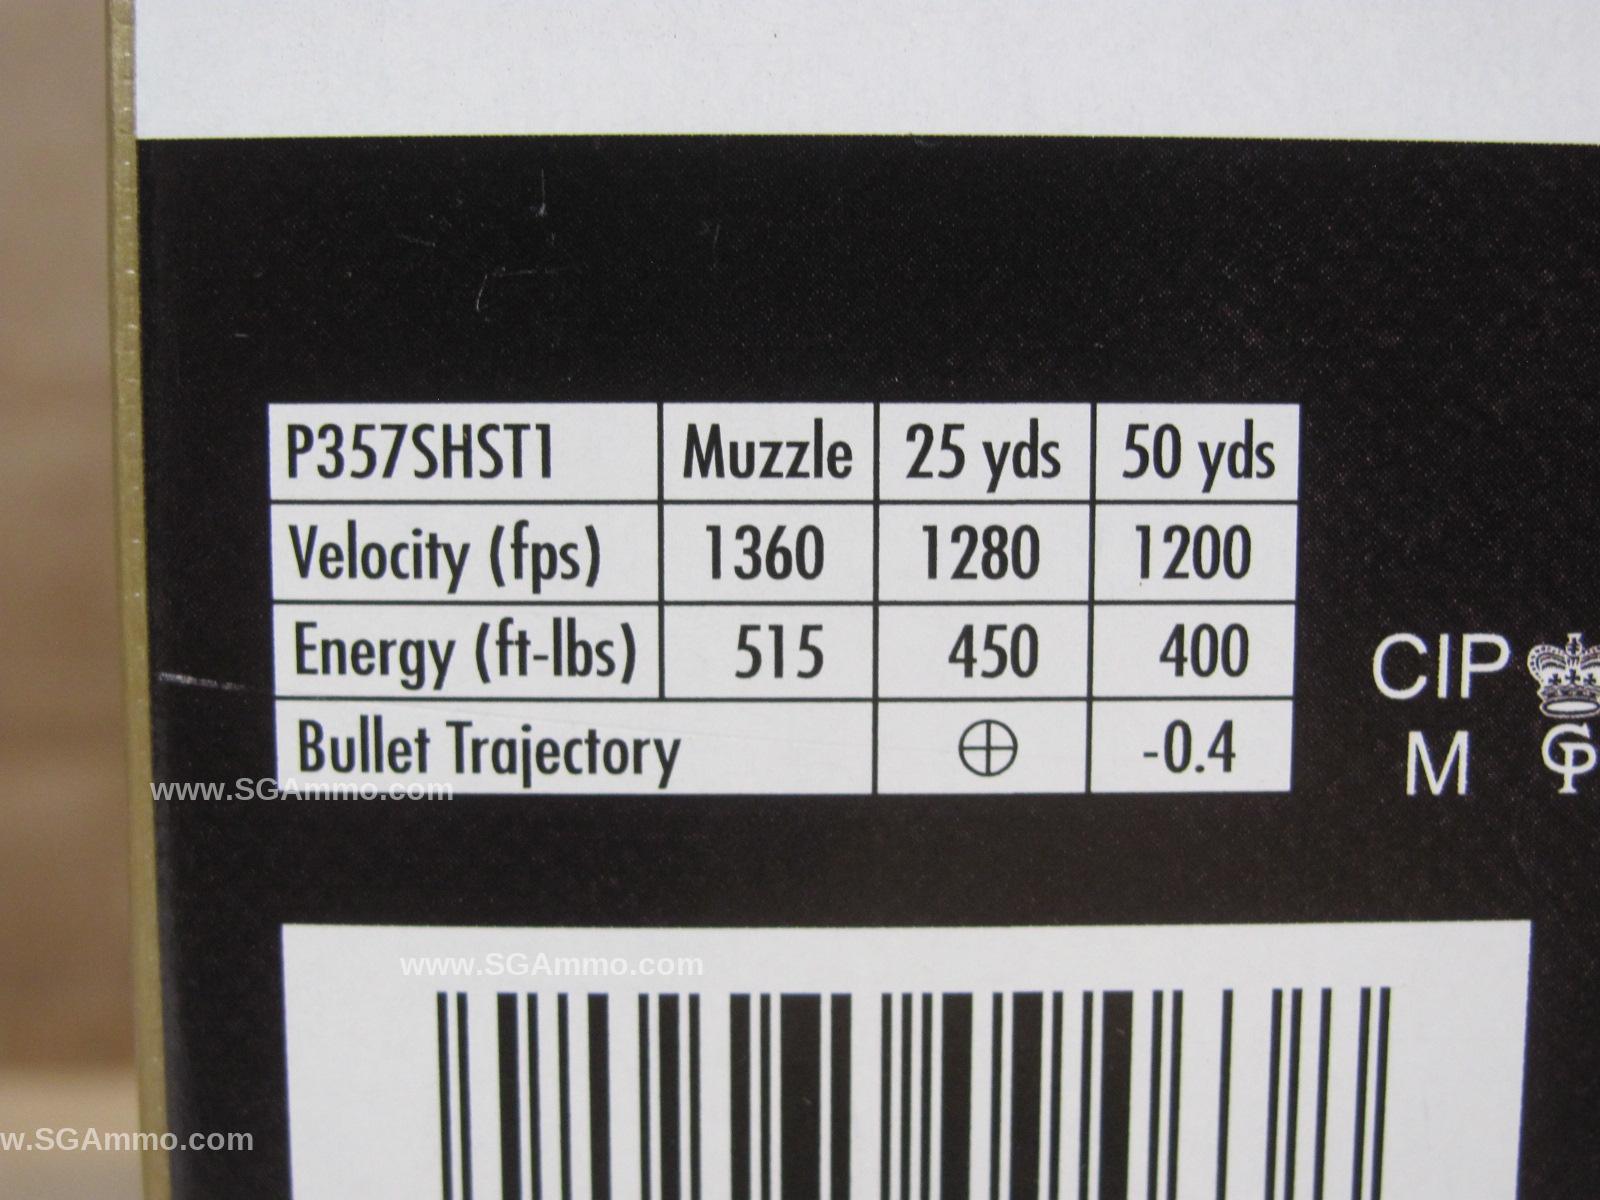 P357SHST1 Muzzle 25 yds 50 yds
Velocity (fps) 1360 1280 1200
Energy (ft-lbs) 515 450 400
Bullet Trajectory -0.4
CIP
M
www.SGAmmo.com
www.SGAmmo.com
w.SGAmmo.com